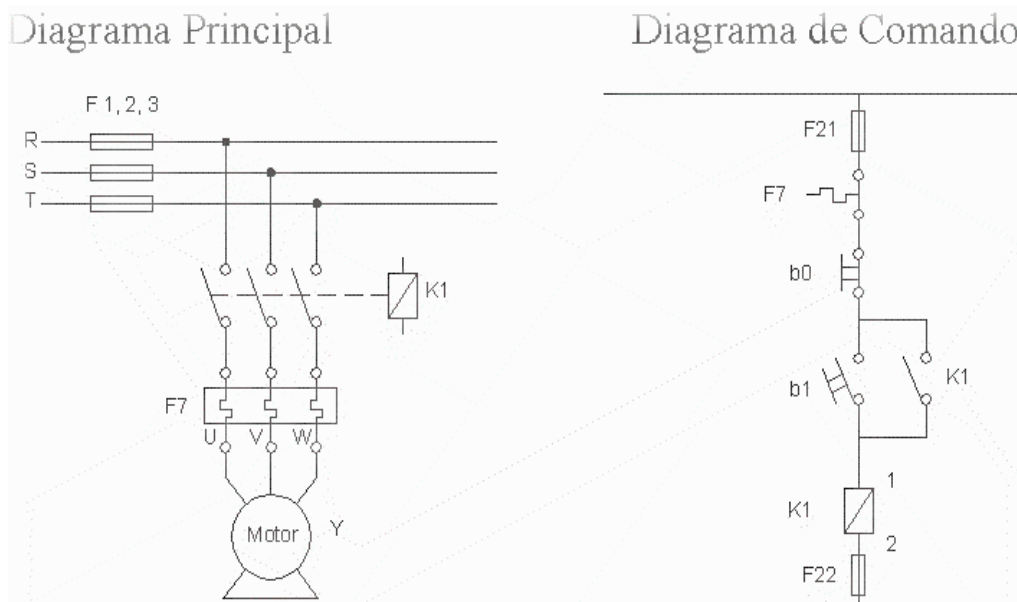 Diagrama Principal
Diagrama de Comando
F 1, 2, 3
R
S
T
K1
F7
U V W
Motor
Y
F21
F7
b0
b1
K1
1
K1
2
F22